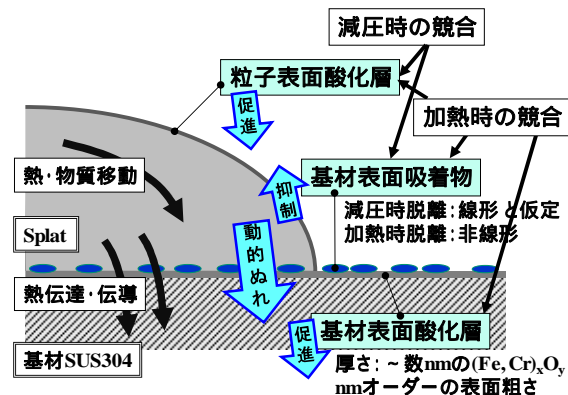 減圧時の競合
粒子表面酸化層
促進
加熱時の競合
熱・物質移動
抑制
基材表面吸着物
減圧時脱離：線形と仮定
加熱時脱離：非線形
Splat
動的ぬれ
熱伝達・伝導
基材表面酸化層
促進
基材SUS304
厚さ：～数nmの(Fe, Cr)xOy
nmオーダーの表面粗さ